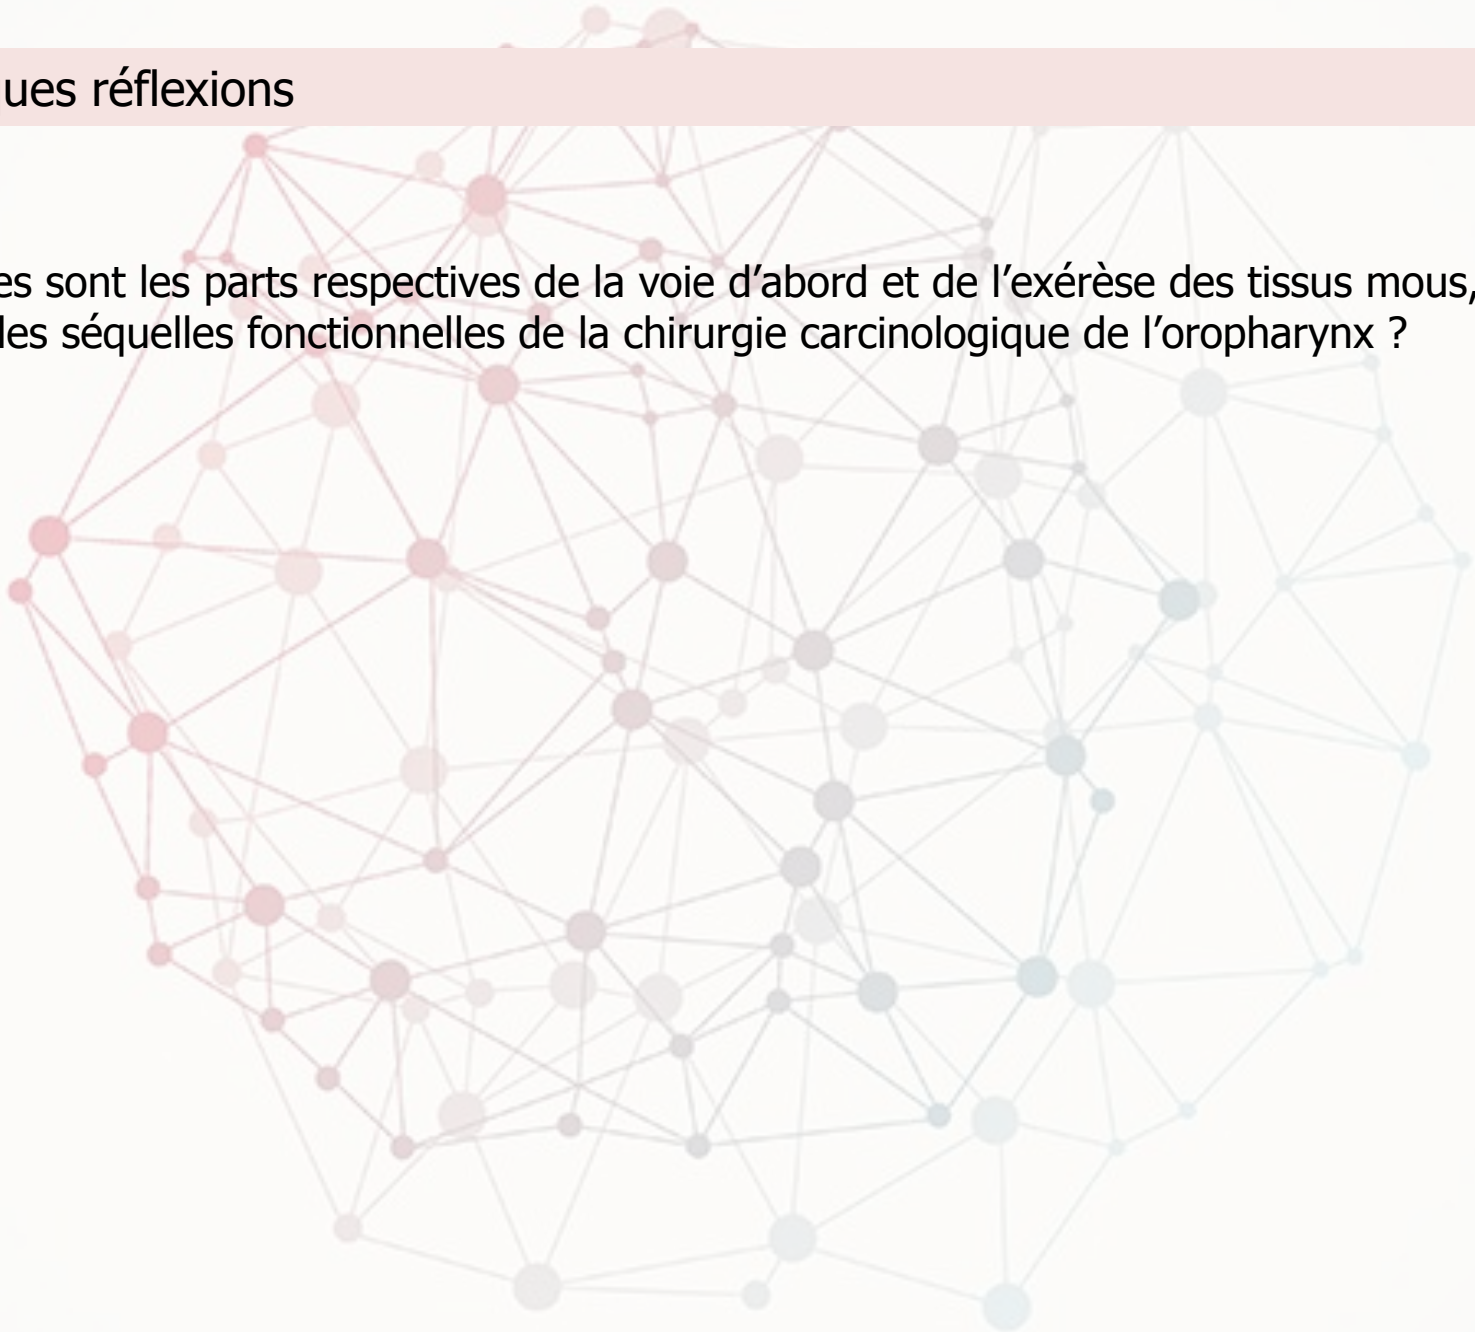 ues réflexions
es sont les parts respectives de la voie d’abord et de l’exérèse des tissus mous,
les séquelles fonctionnelles de la chirurgie carcinologique de l’oropharynx ?